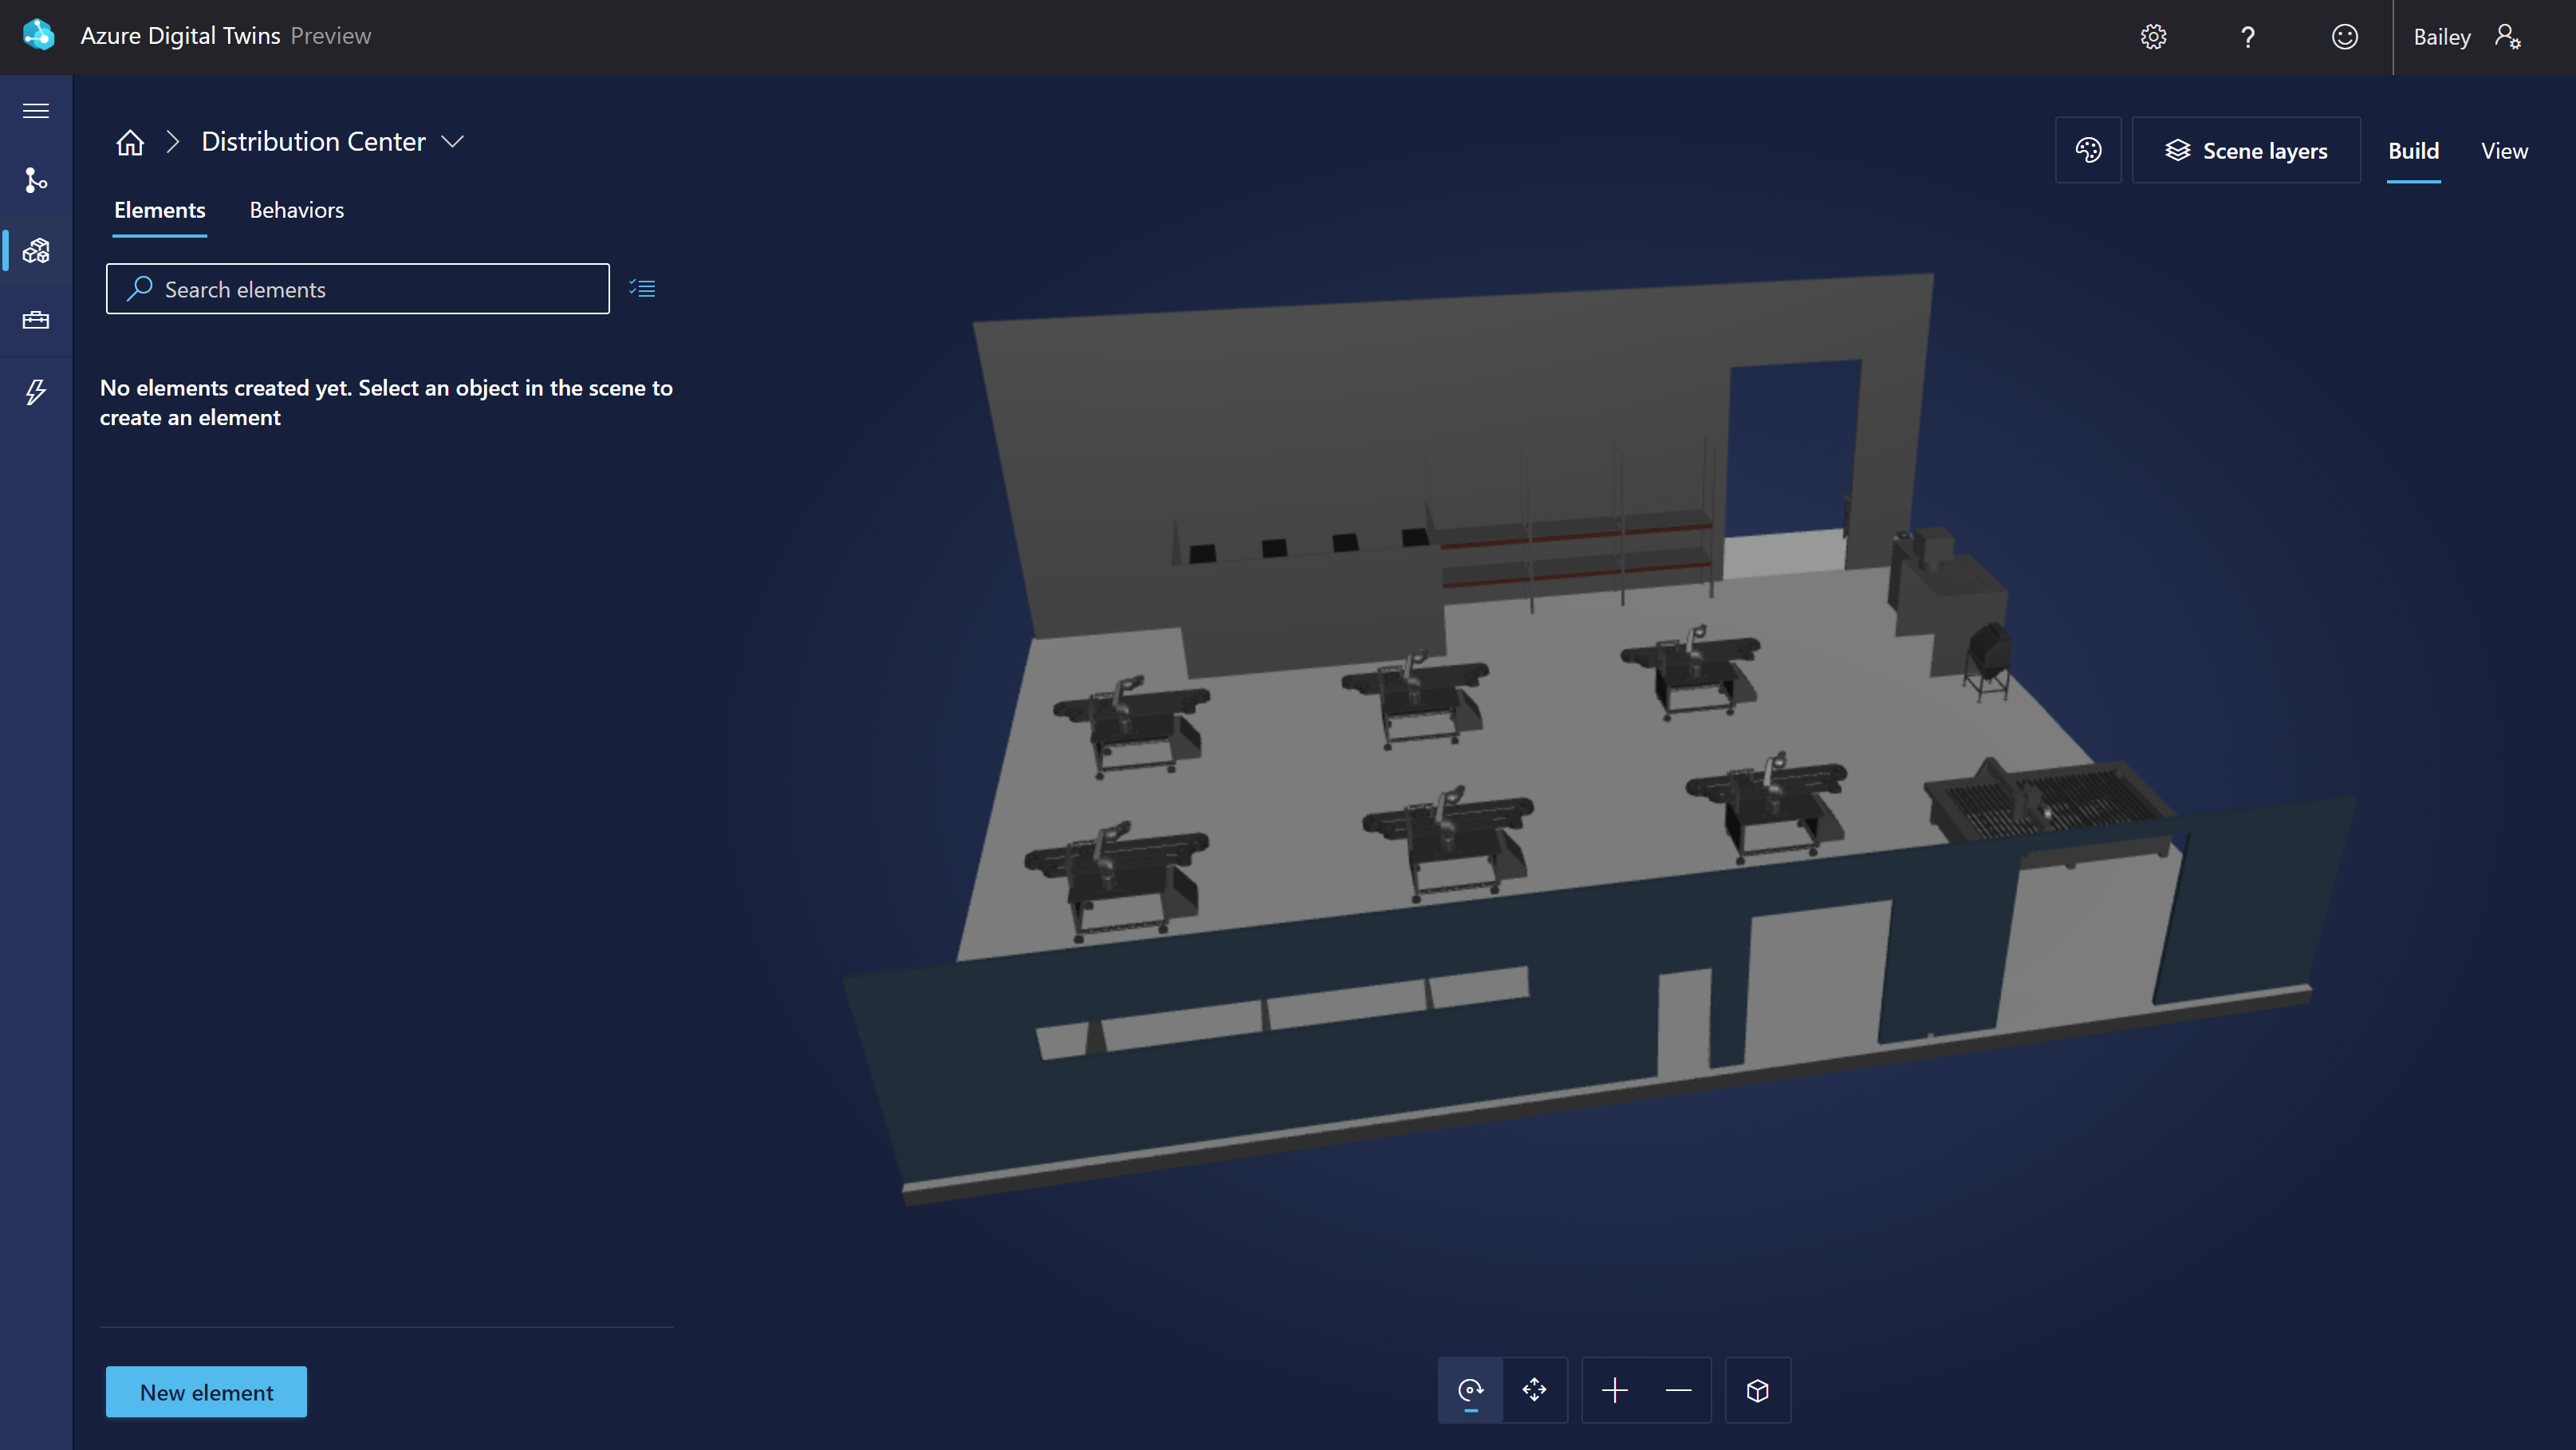 Azure Digital Twins Preview
?
Bailey
Distribution Center
Scene layers
Build
View
Elements
Behaviors
Search elements
No elements created yet. Select an object in the scene to
create an element
New element